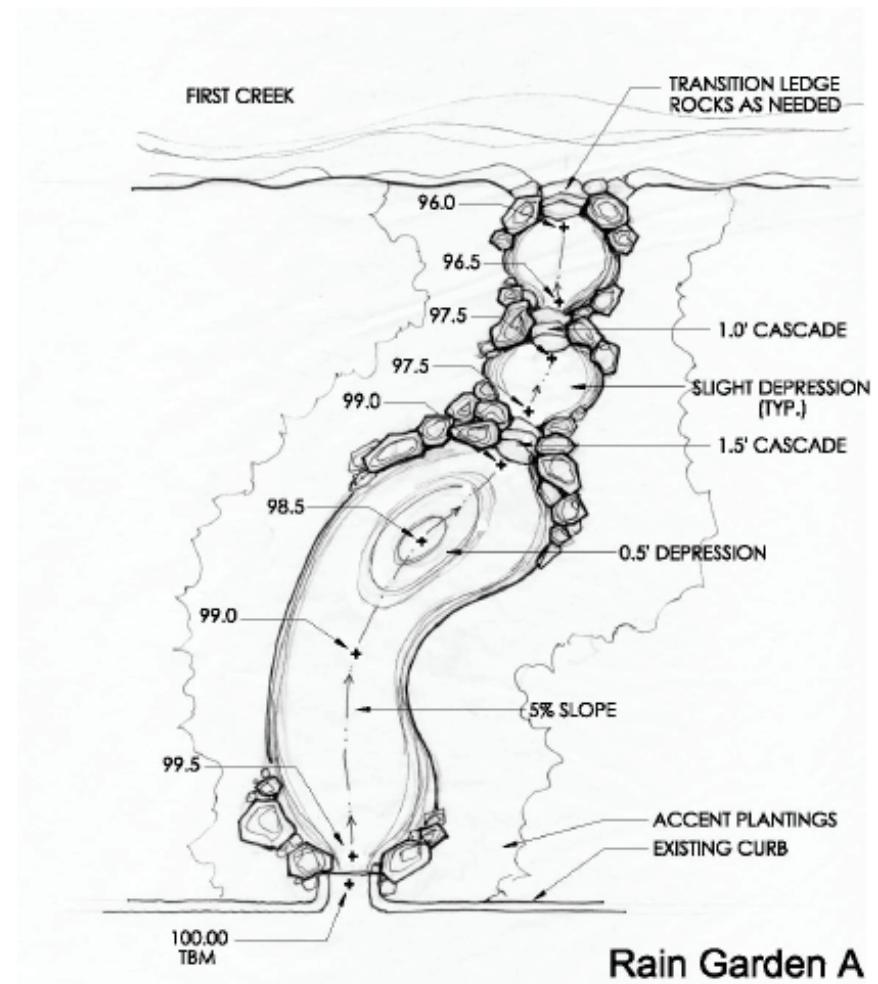 FIRST CREEK
TRANSITION LEDGE
ROCKS AS NEEDED
96.0
96.5
97.5
1.0' CASCADE
97.5
SLIGHT DEPRESSION
(TYP.)
99.0
1.5' CASCADE
98.5
0.5' DEPRESSION
99.0
5% SLOPE
99.5
ACCENT PLANTINGS
EXISTING CURB
100.00
TBM
Rain Garden A